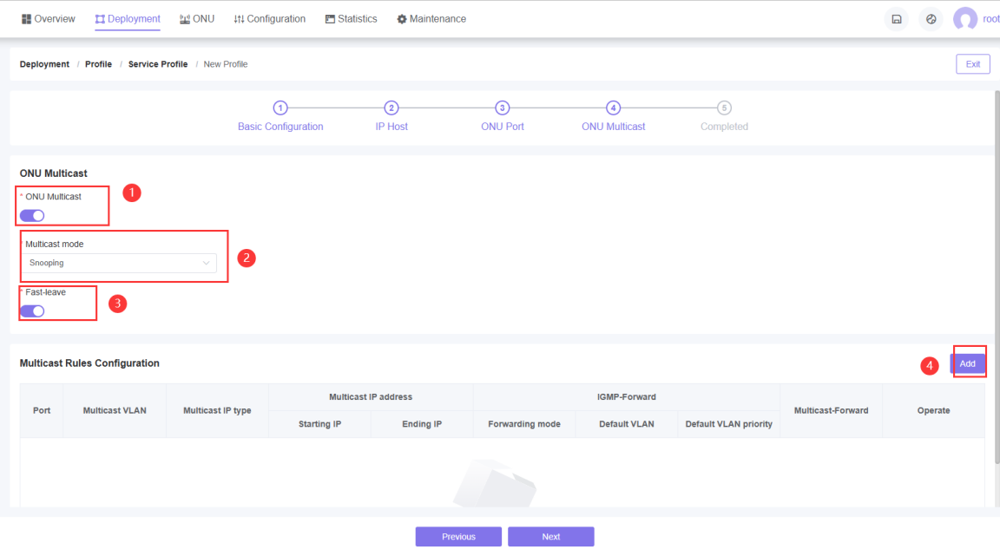 Overview Deployment ONU Configuration Statistics Maintenance root
Deployment / Profile / Service Profile / New Profile Exit
1 2 3 4 5
Basic Configuration IP Host ONU Port ONU Multicast Completed
ONU Multicast
* ONU Multicast 1
* Multicast mode
Snooping 2
* Fast-leave 3
Multicast Rules Configuration 4 Add
Port Multicast VLAN Multicast IP type Multicast IP address IGMP-Forward Multicast-Forward Operate
Starting IP Ending IP Forwarding mode Default VLAN Default VLAN priority
Previous Next